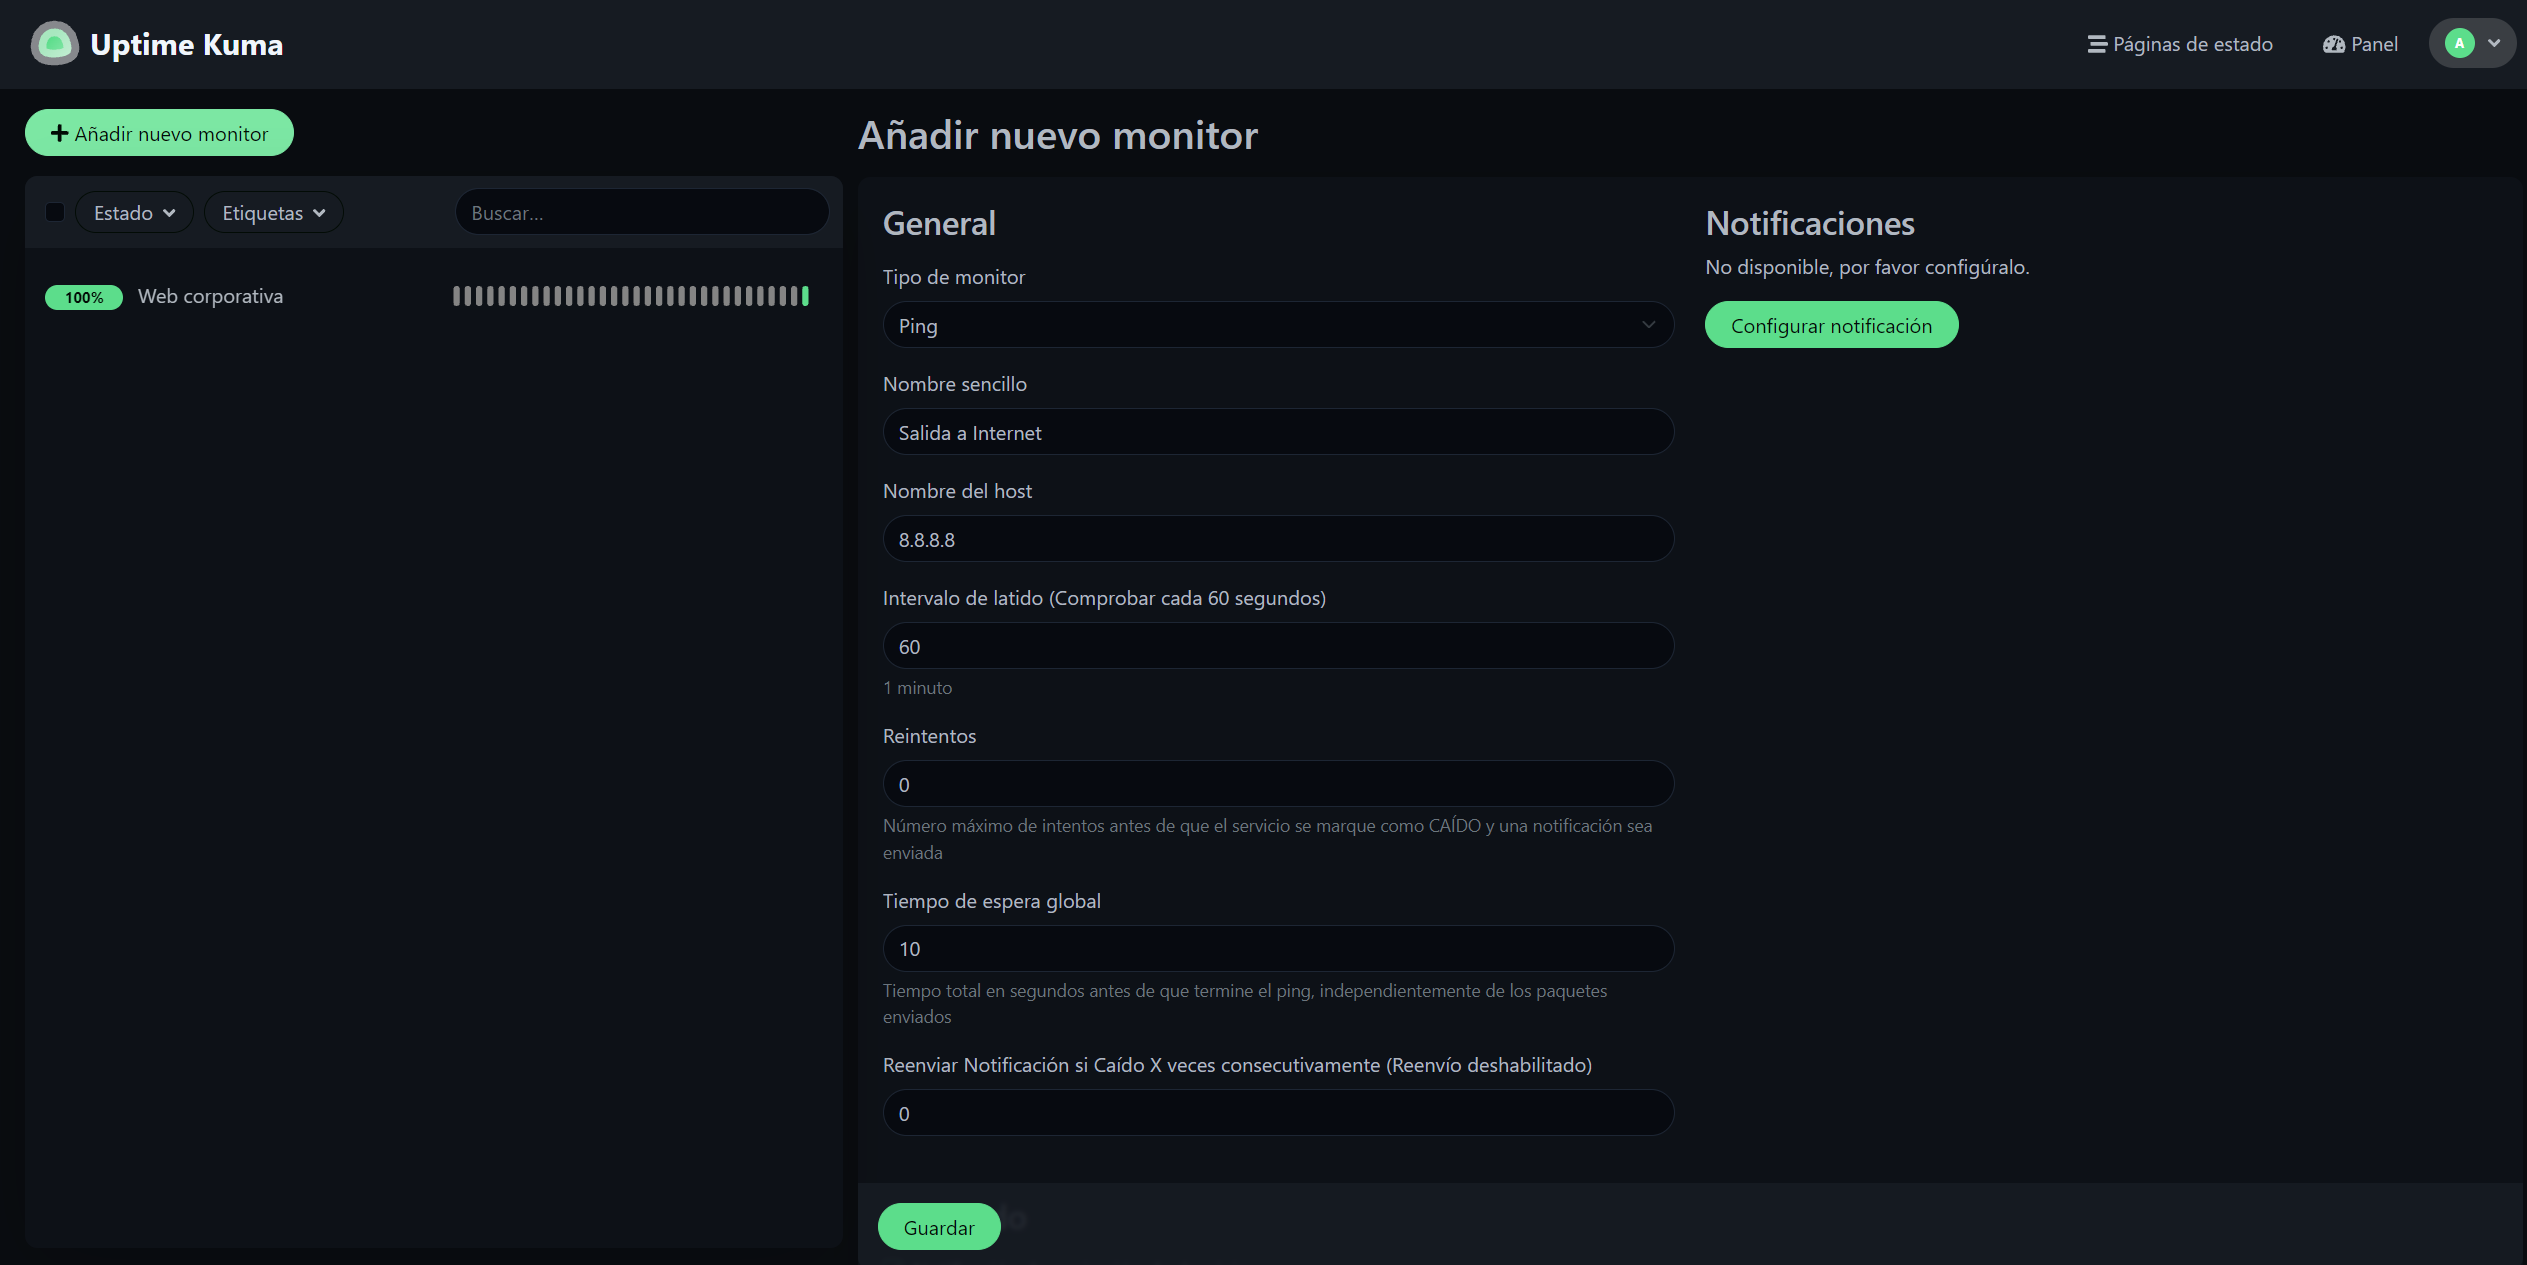 Uptime Kuma
Páginas de estado
Panel
A
Añadir nuevo monitor
Estado
Etiquetas
Buscar...
100%
Web corporativa
Añadir nuevo monitor
General
Tipo de monitor
Ping
Nombre sencillo
Salida a Internet
Nombre del host
8.8.8.8
Intervalo de latido (Comprobar cada 60 segundos)
60
1 minuto
Reintentos
0
Número máximo de intentos antes de que el servicio se marque como CAÍDO y una notificación sea
enviada
Tiempo de espera global
10
Tiempo total en segundos antes de que termine el ping, independientemente de los paquetes
enviados
Reenviar Notificación si Caído X veces consecutivamente (Reenvío deshabilitado)
0
Guardar
Notificaciones
No disponible, por favor configúralo.
Configurar notificación